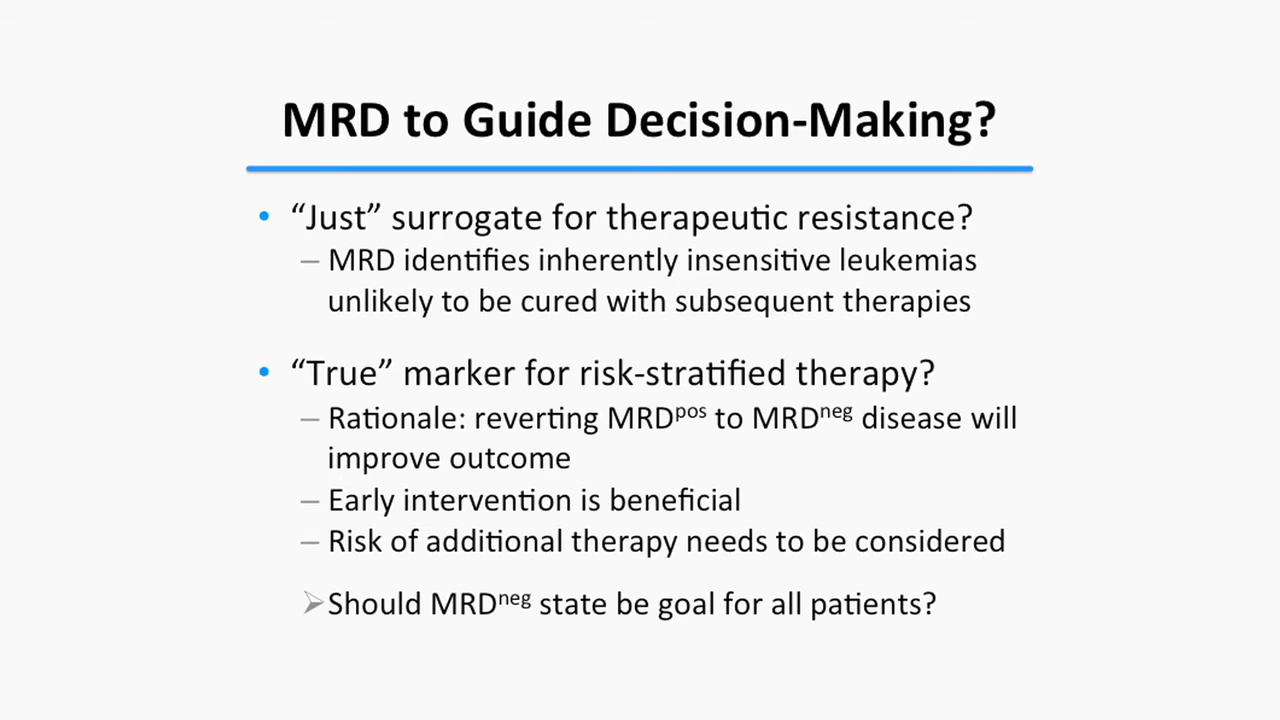 MRD to Guide Decision-Making?
• “Just” surrogate for therapeutic resistance?
– MRD identifies inherently insensitive leukemias
unlikely to be cured with subsequent therapies
• “True” marker for risk-stratified therapy?
– Rationale: reverting MRDpos to MRDneg disease will
improve outcome
– Early intervention is beneficial
– Risk of additional therapy needs to be considered
➢Should MRDneg state be goal for all patients?